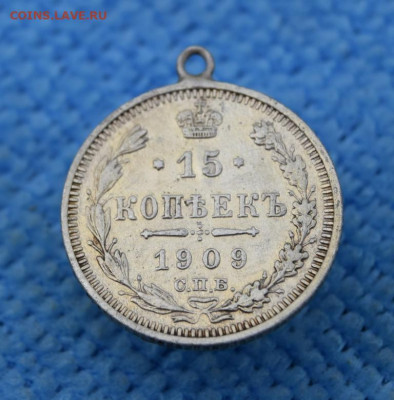 COINS.LAVE.RU
* 15 *
КОПѢЕКЪ
1909
С.П.Б.